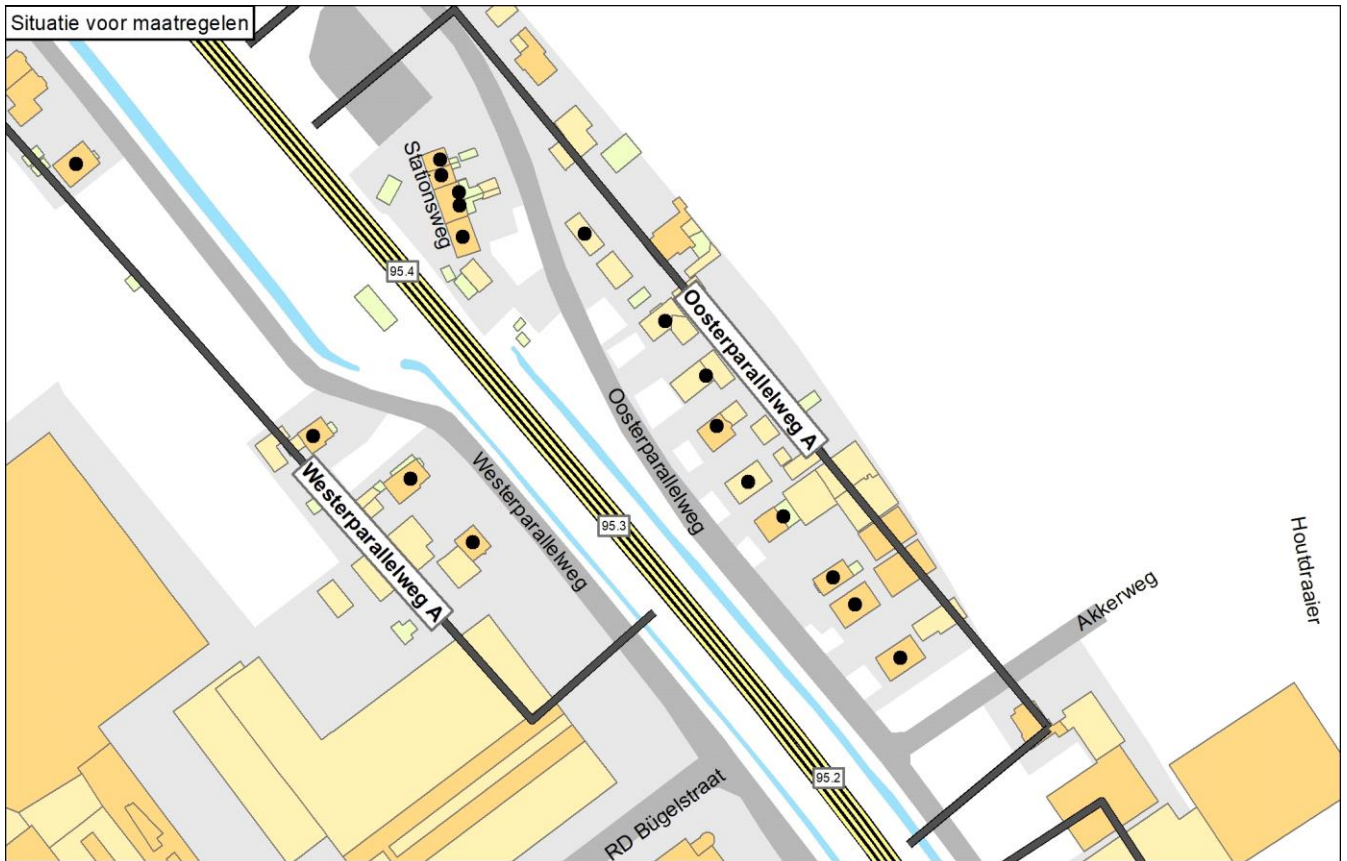 Situatie voor maatregelen
Stationsweg
95.4
Oosterparallelweg A
Oosterparallelweg
Westerparallelweg A
Westerparallelweg
95.3
Houtdraaier
Akkerweg
95.2
RD Bügelstraat